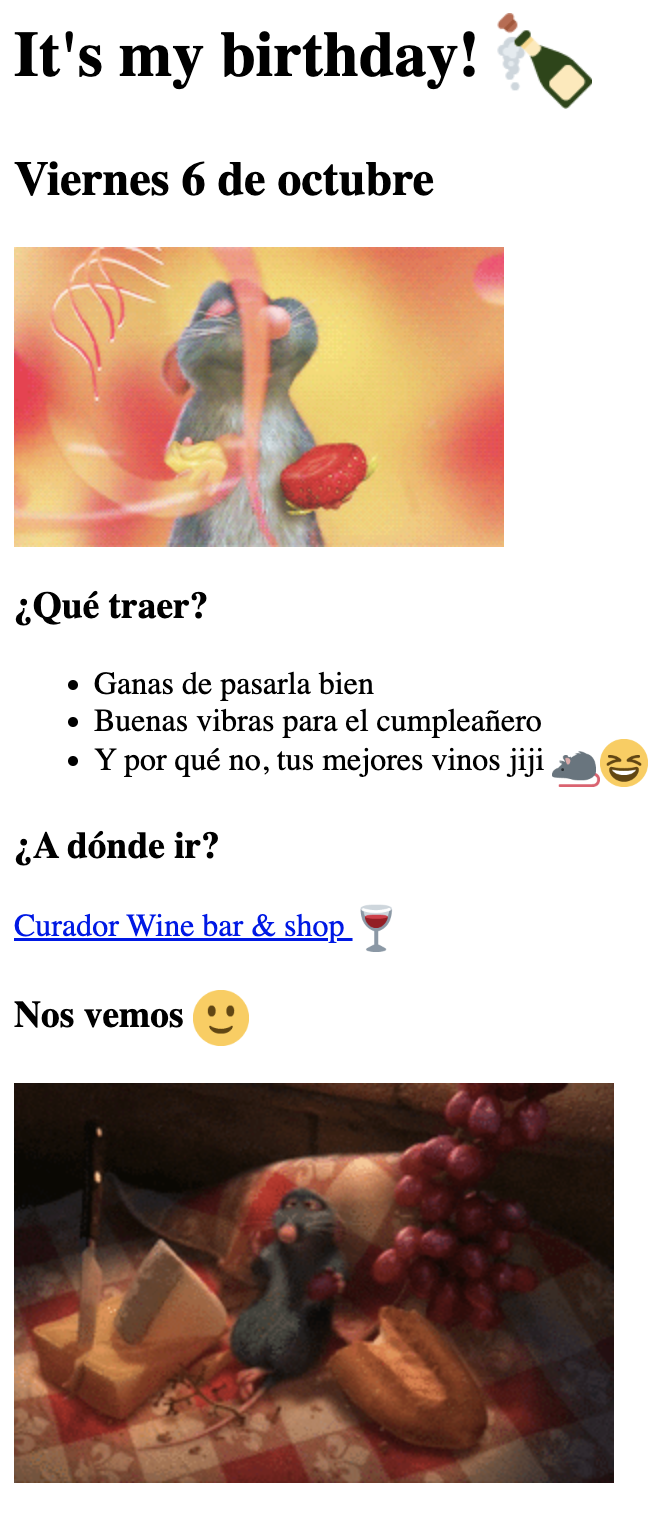 It's my birthday! 🍾
Viernes 6 de octubre
¿Qué traer?
• Ganas de pasarla bien
• Buenas vibras para el cumpleañero
• Y por qué no, tus mejores vinos jiji 🐀😆
¿A dónde ir?
Curador Wine bar & shop 🍷
Nos vemos 🙂